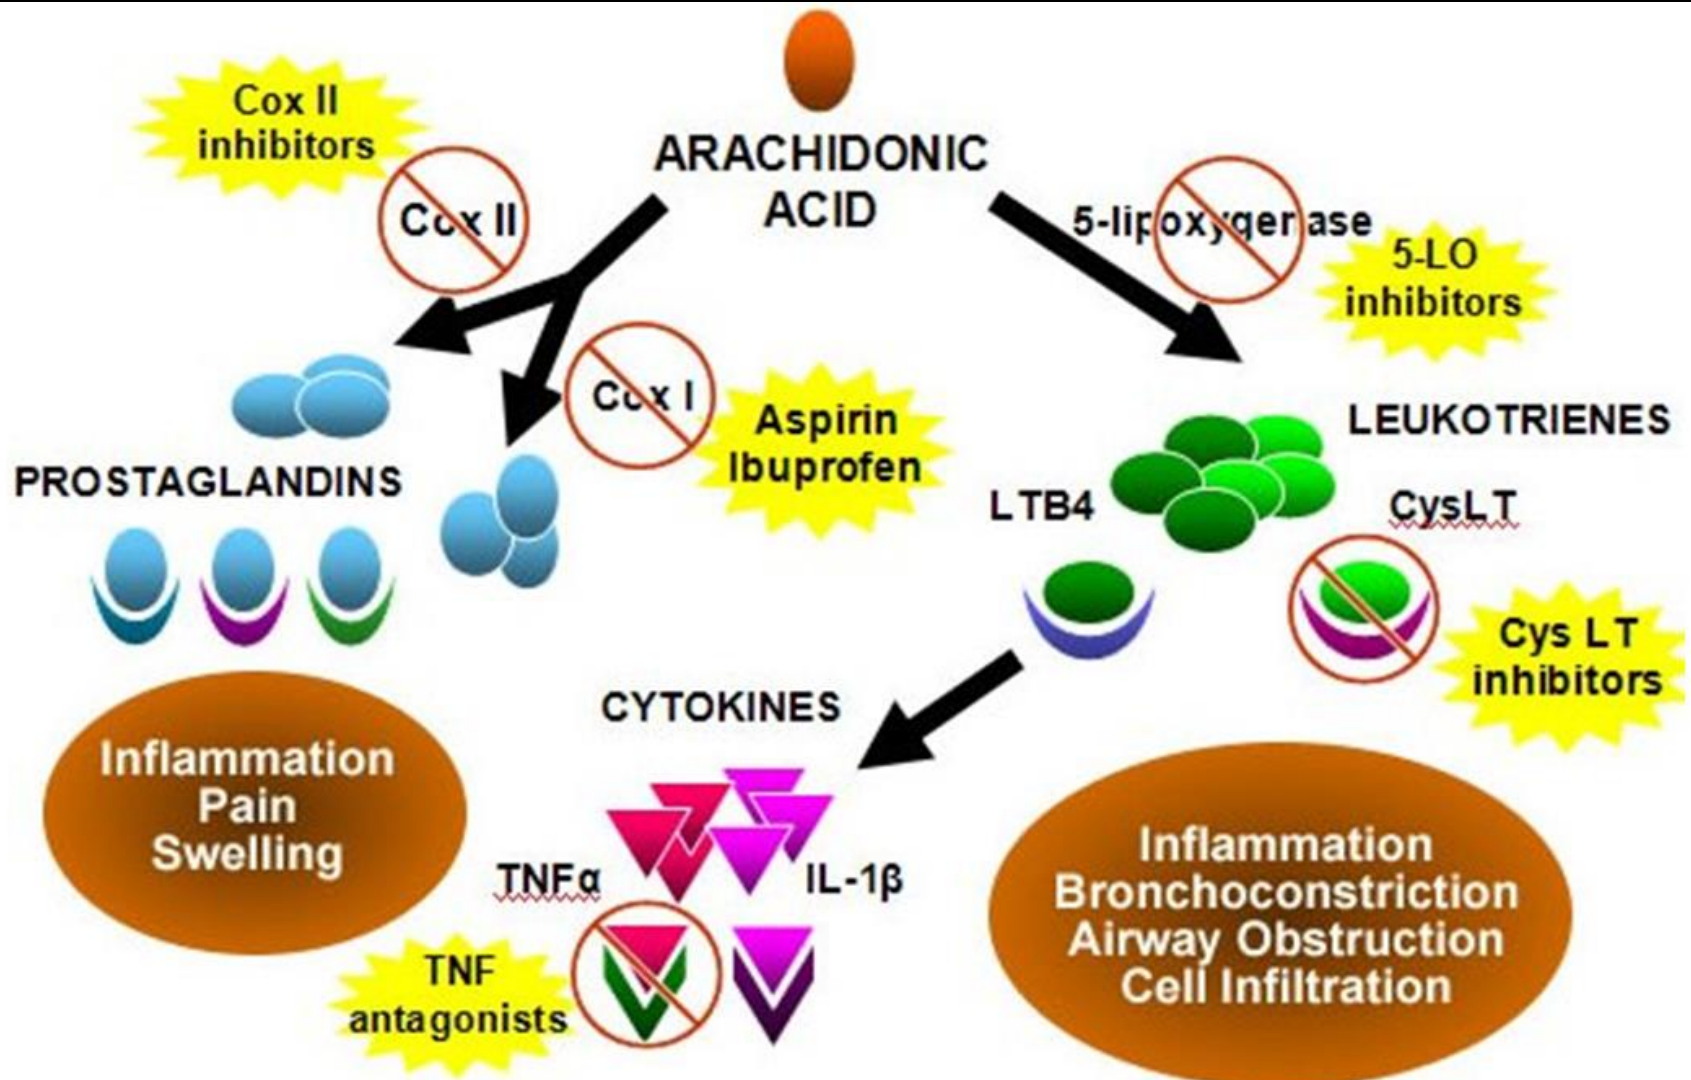 ARACHIDONIC
ACID
Cox II
inhibitors
Cox II
5-lipoxygenase
5-LO
inhibitors
Cox I
Aspirin
Ibuprofen
PROSTAGLANDINS
LEUKOTRIENES
LTB4
CysLT
Cys LT
inhibitors
CYTOKINES
Inflammation
Pain
Swelling
TNFα
IL-1β
TNF
antagonists
Inflammation
Bronchoconstriction
Airway Obstruction
Cell Infiltration